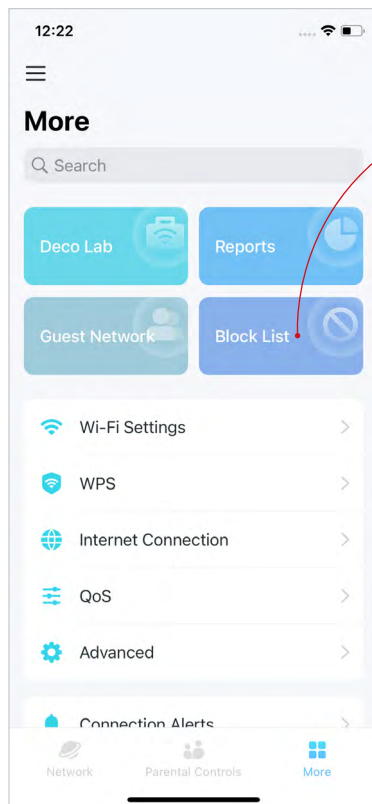 12:22
More
Search
Deco Lab
Reports
Guest Network
Block List
Wi-Fi Settings
WPS
Internet Connection
QoS
Advanced
Connection Alerts
Network
Parental Controls
More